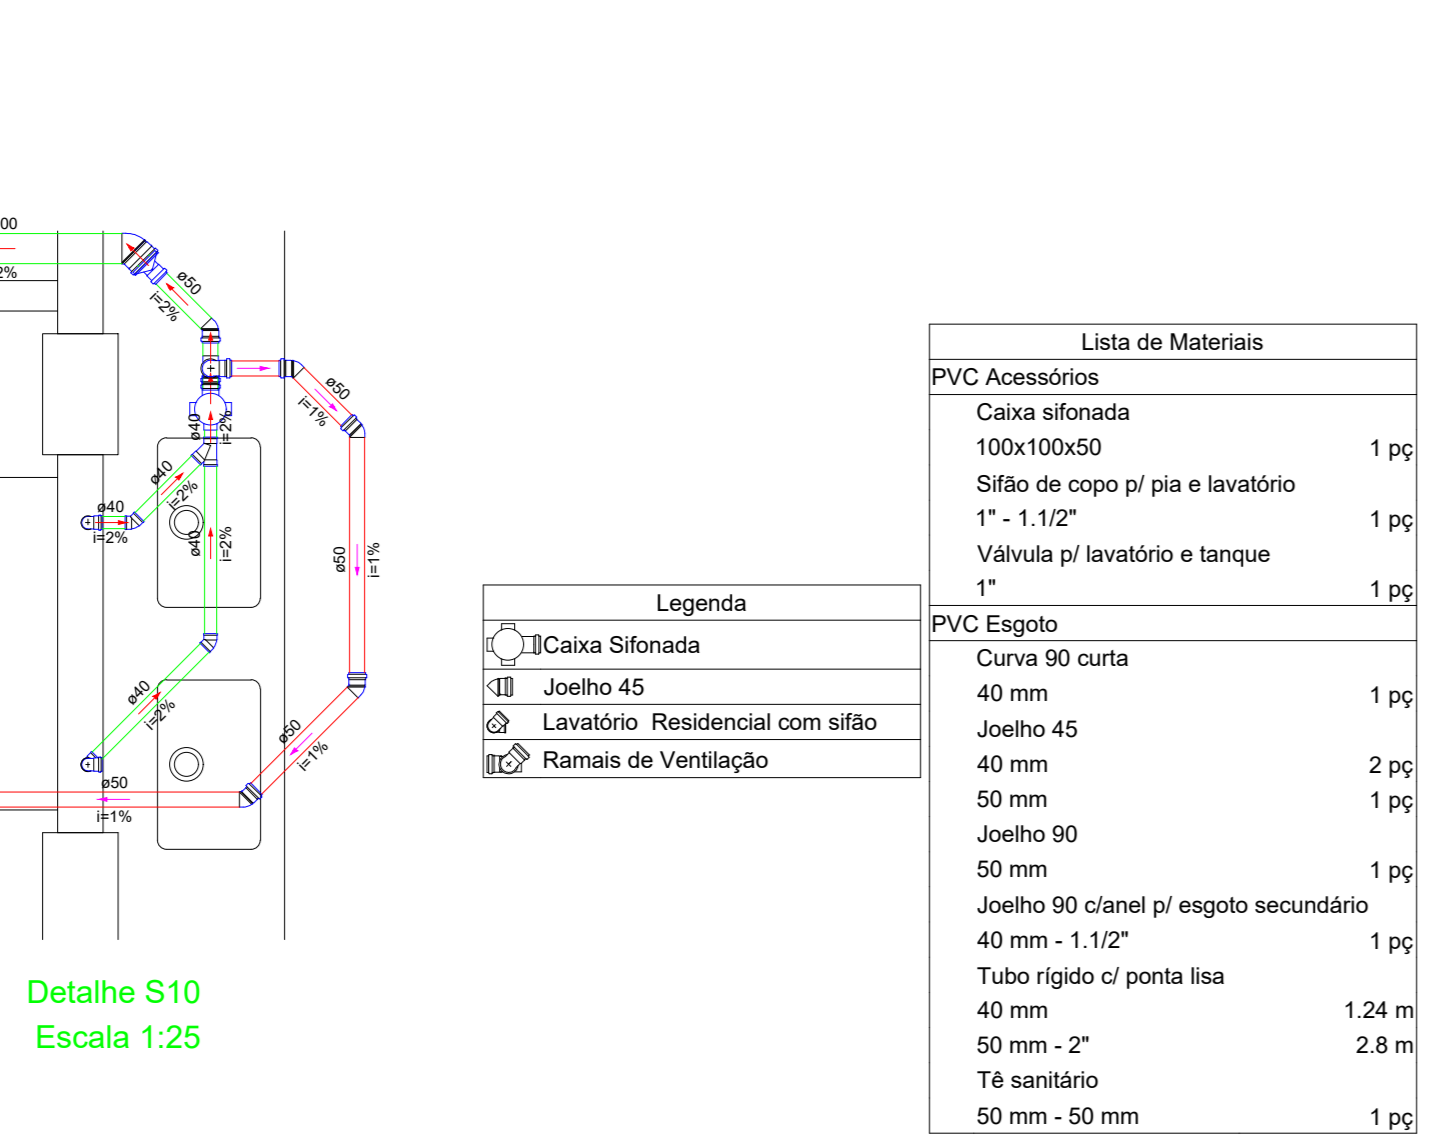 00
2%
ø50
i=2%
ø50
i=1%
ø40
i=2%
ø40
i=2%
ø40
i=2%
ø40
i=2%
ø50
i=1%
ø40
i=2%
ø50
i=1%
ø50
i=1%
Detalhe S10
Escala 1:25
Legenda
Caixa Sifonada
Joelho 45
Lavatório Residencial com sifão
Ramais de Ventilação
Lista de Materiais
PVC Acessórios
Caixa sifonada
100x100x50 1 pç
Sifão de copo p/ pia e lavatório
1" - 1.1/2" 1 pç
Válvula p/ lavatório e tanque
1" 1 pç
PVC Esgoto
Curva 90 curta
40 mm 1 pç
Joelho 45
40 mm 2 pç
50 mm 1 pç
Joelho 90
50 mm 1 pç
Joelho 90 c/anel p/ esgoto secundário
40 mm - 1.1/2" 1 pç
Tubo rígido c/ ponta lisa
40 mm 1.24 m
50 mm - 2" 2.8 m
Tê sanitário
50 mm - 50 mm 1 pç